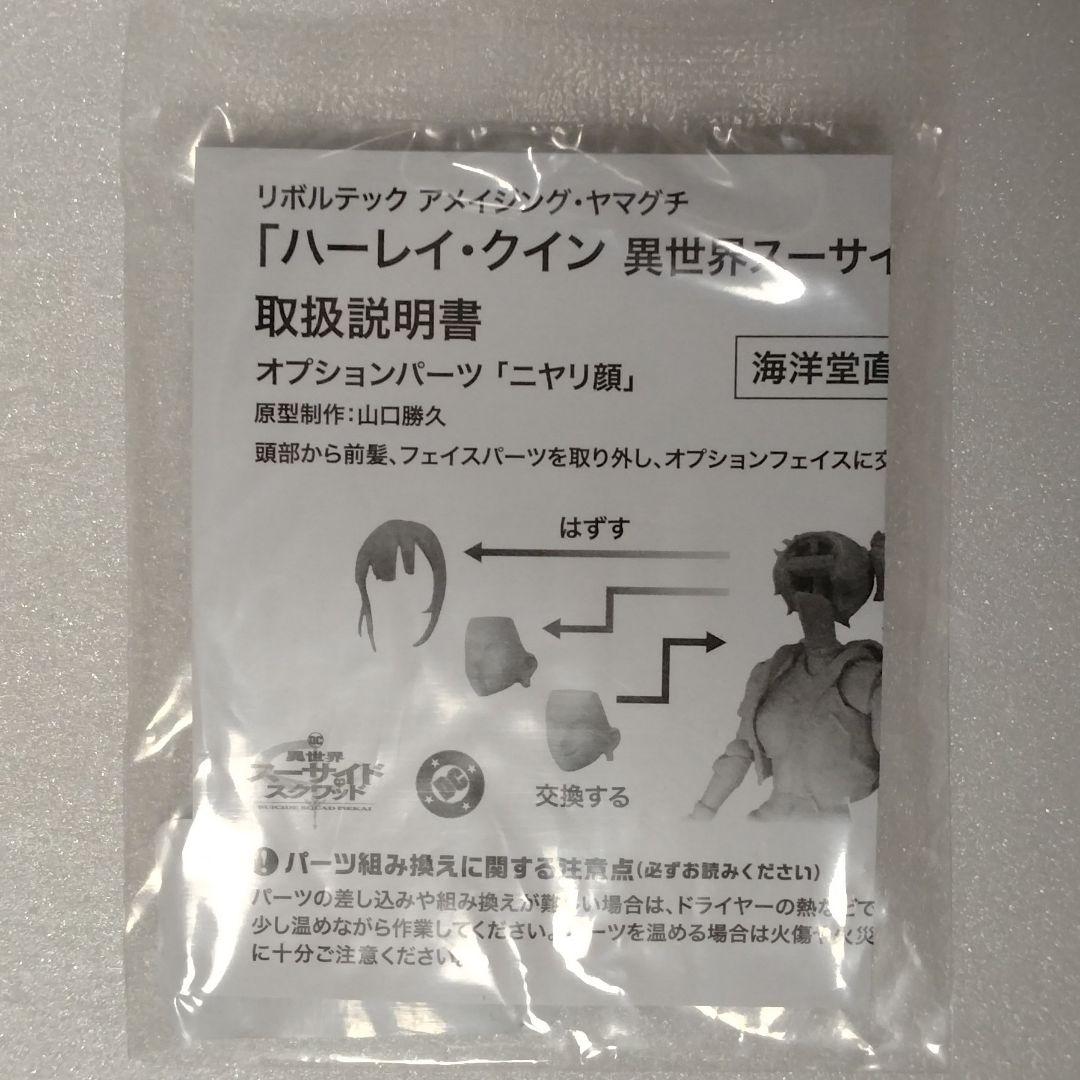 リボルテック アメイジング・ヤマグチ
「ハーレイ・クイン 異世界スーサイ
取扱説明書
オプションパーツ「ニヤリ顔」
海洋堂直
原型制作：山口勝久
頭部から前髪、フェイスパーツを取り外し、オプションフェイスに交
はずす
交換する
DC
異世界
スーサイド
スクワッド
SUICIDE SQUAD ISEKAI
DC
パーツ組み換えに関する注意点(必ずお読みください)
パーツの差し込みや組み換えが難しい場合は、ドライヤーの熱などで
少し温めながら作業してください。パーツを温める場合は火傷や火災
に十分ご注意ください。